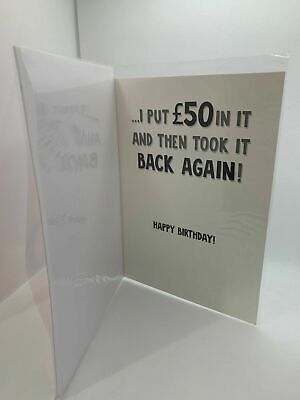 ...I PUT £50 IN IT
AND THEN TOOK IT
BACK AGAIN!
HAPPY BIRTHDAY!